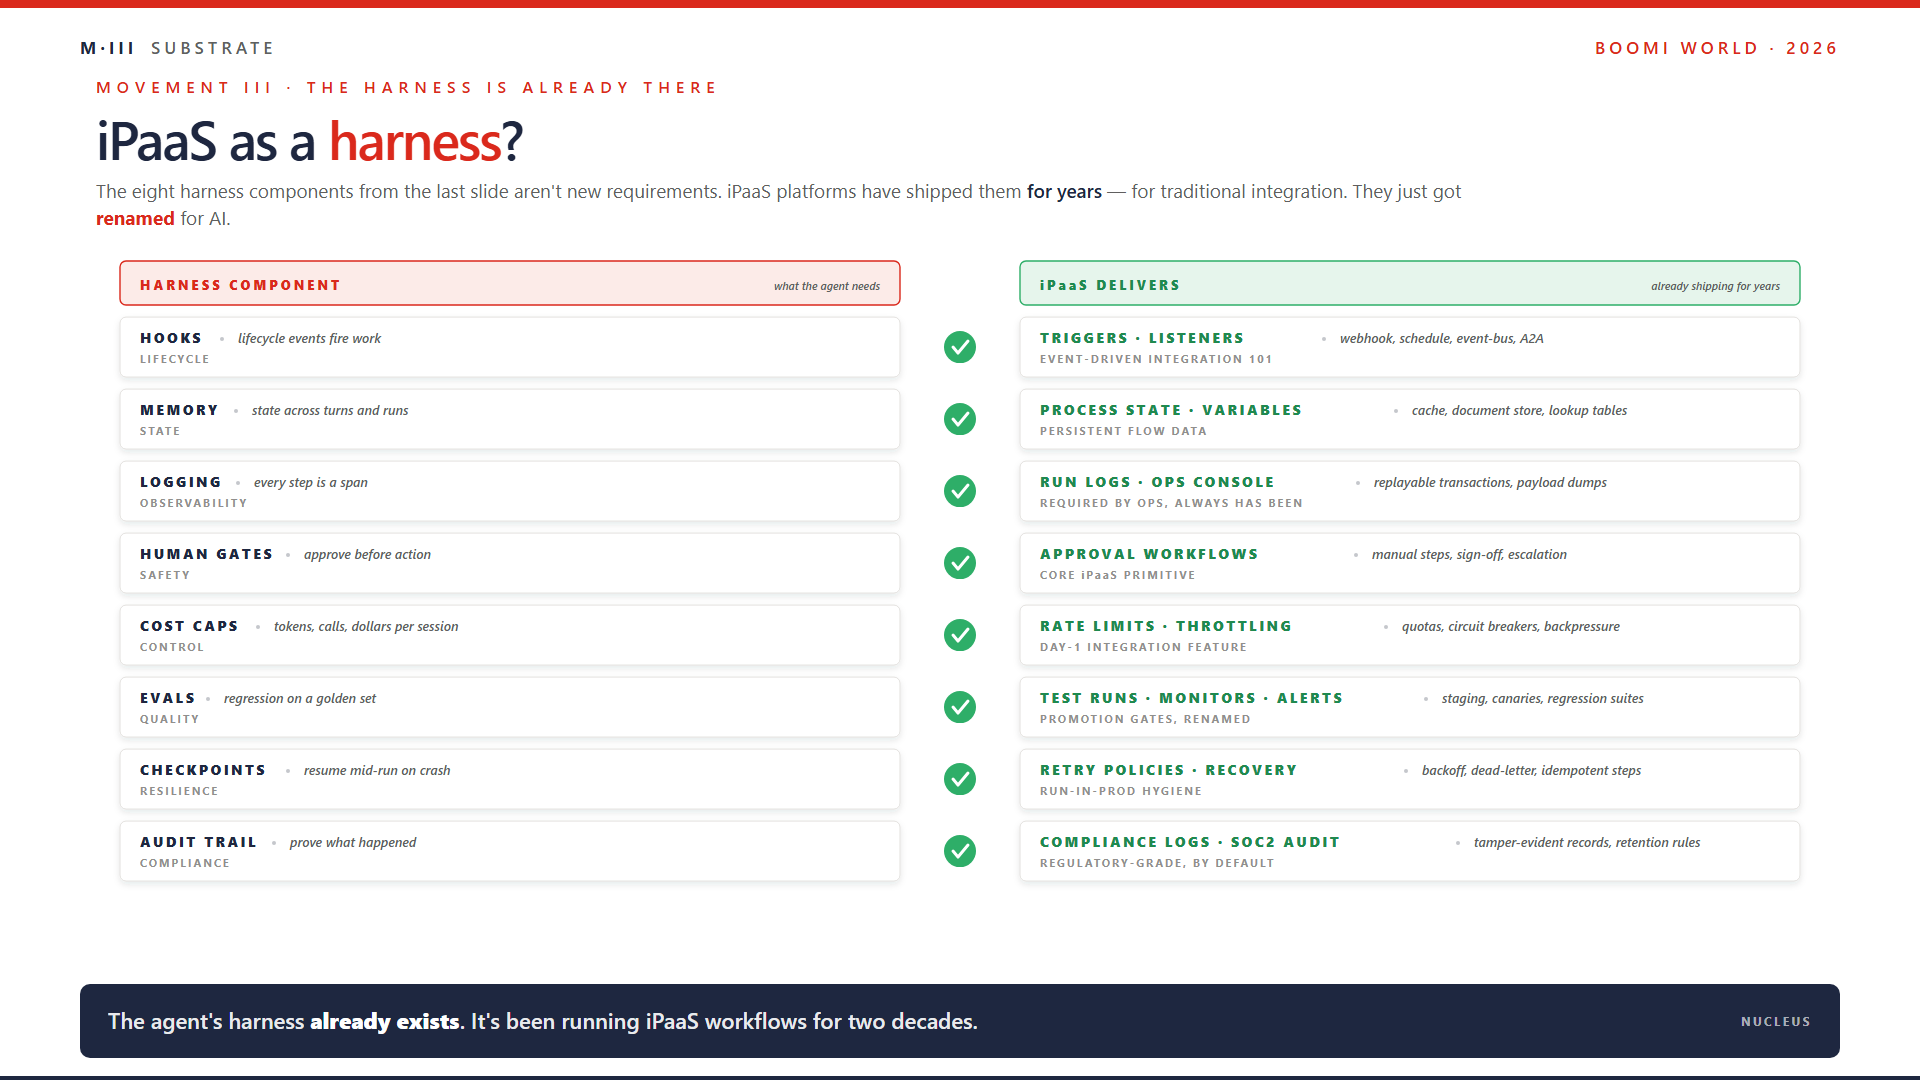 M·III SUBSTRATE
BOOMI WORLD · 2026
MOVEMENT III · THE HARNESS IS ALREADY THERE
iPaaS as a harness?
The eight harness components from the last slide aren't new requirements. iPaaS platforms have shipped them for years — for traditional integration. They just got
renamed for AI.
HARNESS COMPONENT what the agent needs
iPaaS DELIVERS already shipping for years
HOOKS • lifecycle events fire work
LIFECYCLE
TRIGGERS · LISTENERS • webhook, schedule, event-bus, A2A
EVENT-DRIVEN INTEGRATION 101
MEMORY • state across turns and runs
STATE
PROCESS STATE · VARIABLES • cache, document store, lookup tables
PERSISTENT FLOW DATA
LOGGING • every step is a span
OBSERVABILITY
RUN LOGS · OPS CONSOLE • replayable transactions, payload dumps
REQUIRED BY OPS, ALWAYS HAS BEEN
HUMAN GATES • approve before action
SAFETY
APPROVAL WORKFLOWS • manual steps, sign-off, escalation
CORE iPaaS PRIMITIVE
COST CAPS • tokens, calls, dollars per session
CONTROL
RATE LIMITS · THROTTLING • quotas, circuit breakers, backpressure
DAY-1 INTEGRATION FEATURE
EVALS • regression on a golden set
QUALITY
TEST RUNS · MONITORS · ALERTS • staging, canaries, regression suites
PROMOTION GATES, RENAMED
CHECKPOINTS • resume mid-run on crash
RESILIENCE
RETRY POLICIES · RECOVERY • backoff, dead-letter, idempotent steps
RUN-IN-PROD HYGIENE
AUDIT TRAIL • prove what happened
COMPLIANCE
COMPLIANCE LOGS · SOC2 AUDIT • tamper-evident records, retention rules
REGULATORY-GRADE, BY DEFAULT
The agent's harness already exists. It's been running iPaaS workflows for two decades.
NUCLEUS